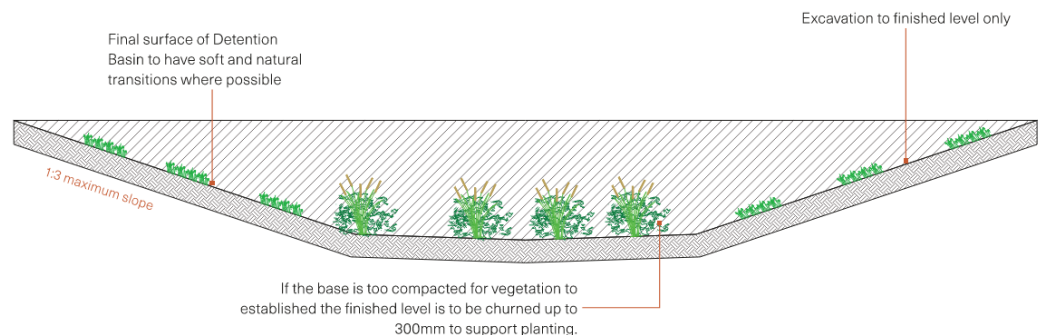 Excavation to finished level only
Final surface of Detention
Basin to have soft and natural
transitions where possible
1:3 maximum slope
If the base is too compacted for vegetation to
established the finished level is to be churned up to
300mm to support planting.